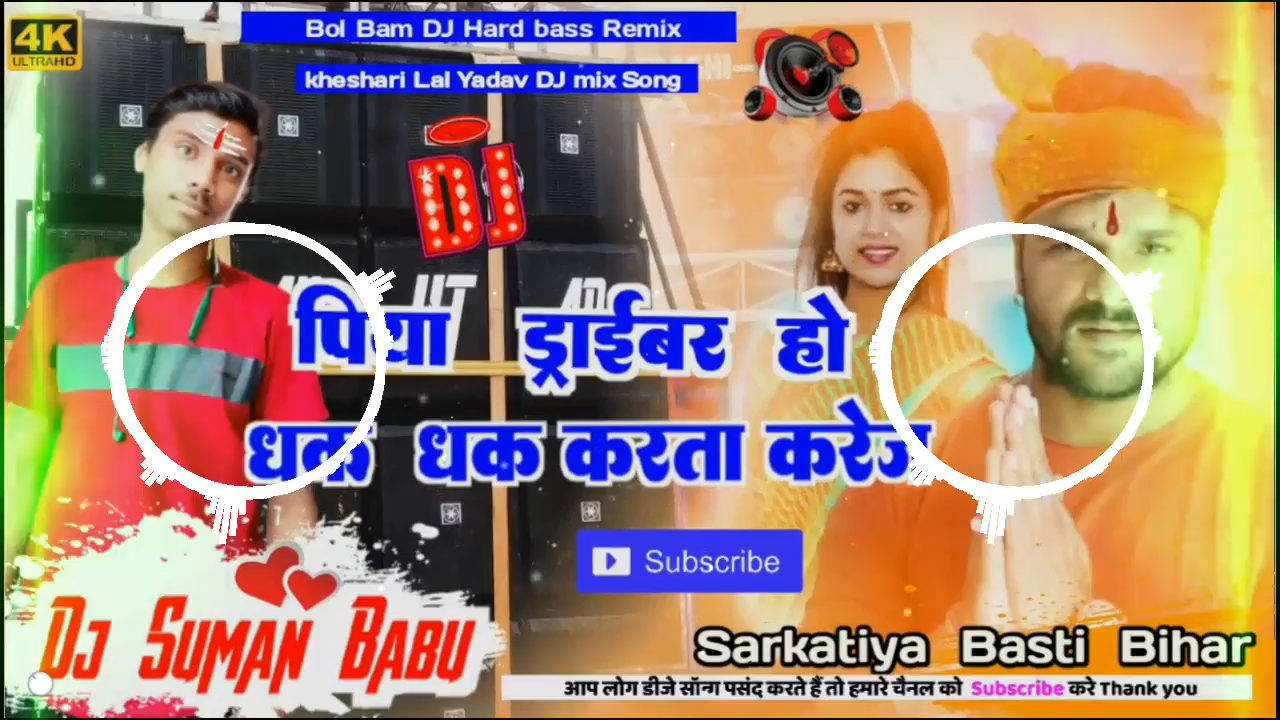 4K
ULTRAHD
Bol Bam DJ Hard bass Remix
kheshari Lal Yadav DJ mix Song
DJ
पिया ड्राईबर हो
धक धक करता करेज
Subscribe
DJ SUMAN BABU
Sarkatiya Basti Bihar
आप लोग डीजे सॉन्ग पसंद करते हैं तो हमारे चैनल को Subscribe करे Thank you